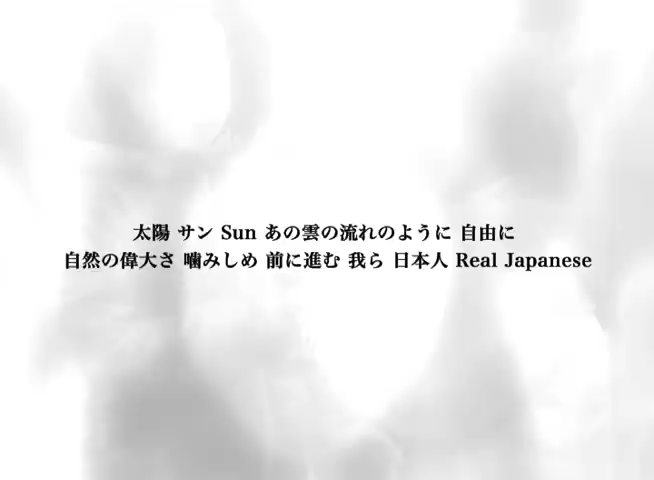 太陽 サン Sun あの雲の流れのように 自由に
自然の偉大さ 噛みしめ 前に進む 我ら 日本人 Real Japanese